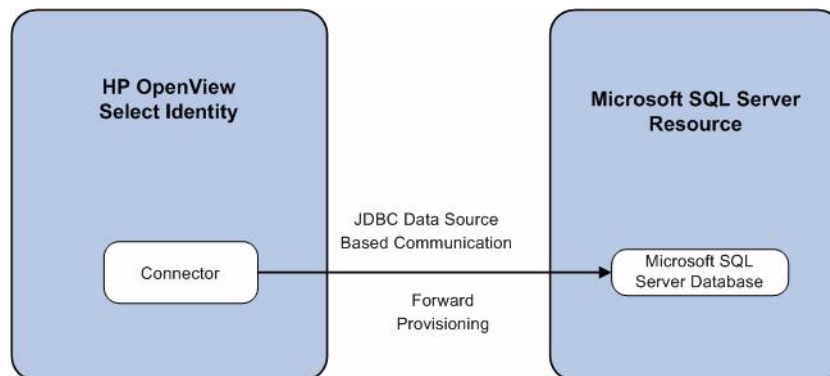 HP OpenView
Select Identity
Microsoft SQL Server
Resource
JDBC Data Source
Based Communication
Connector
Microsoft SQL
Server Database
Forward
Provisioning